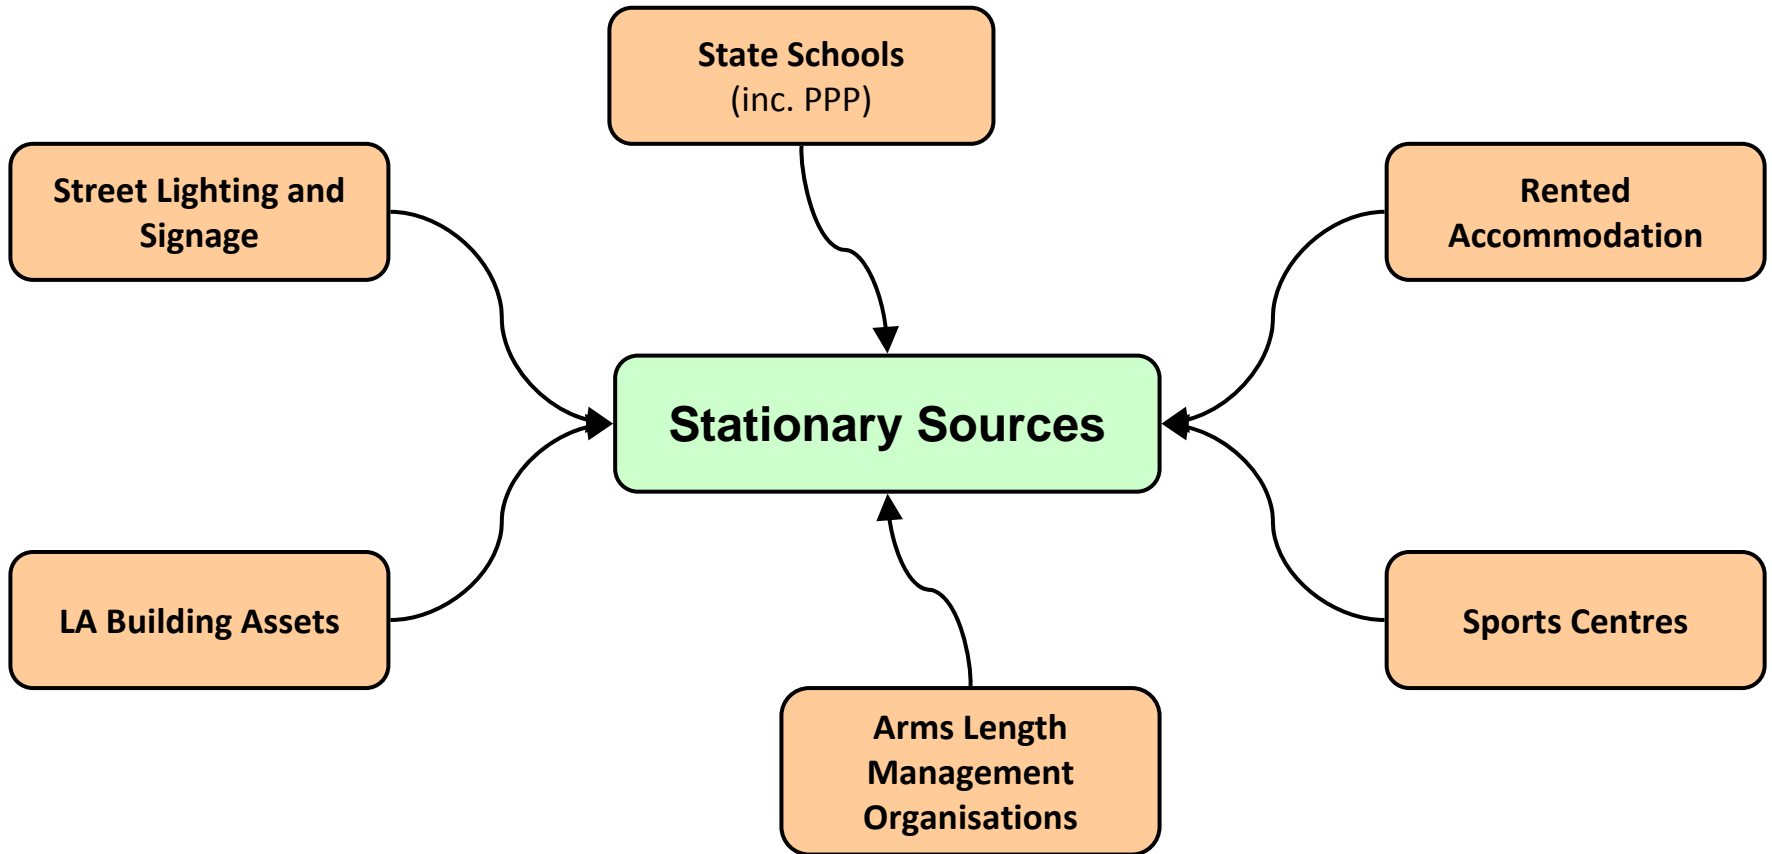 State Schools
(inc. PPP)
Street Lighting and
Signage
Rented
Accommodation
Stationary Sources
LA Building Assets
Sports Centres
Arms Length
Management
Organisations